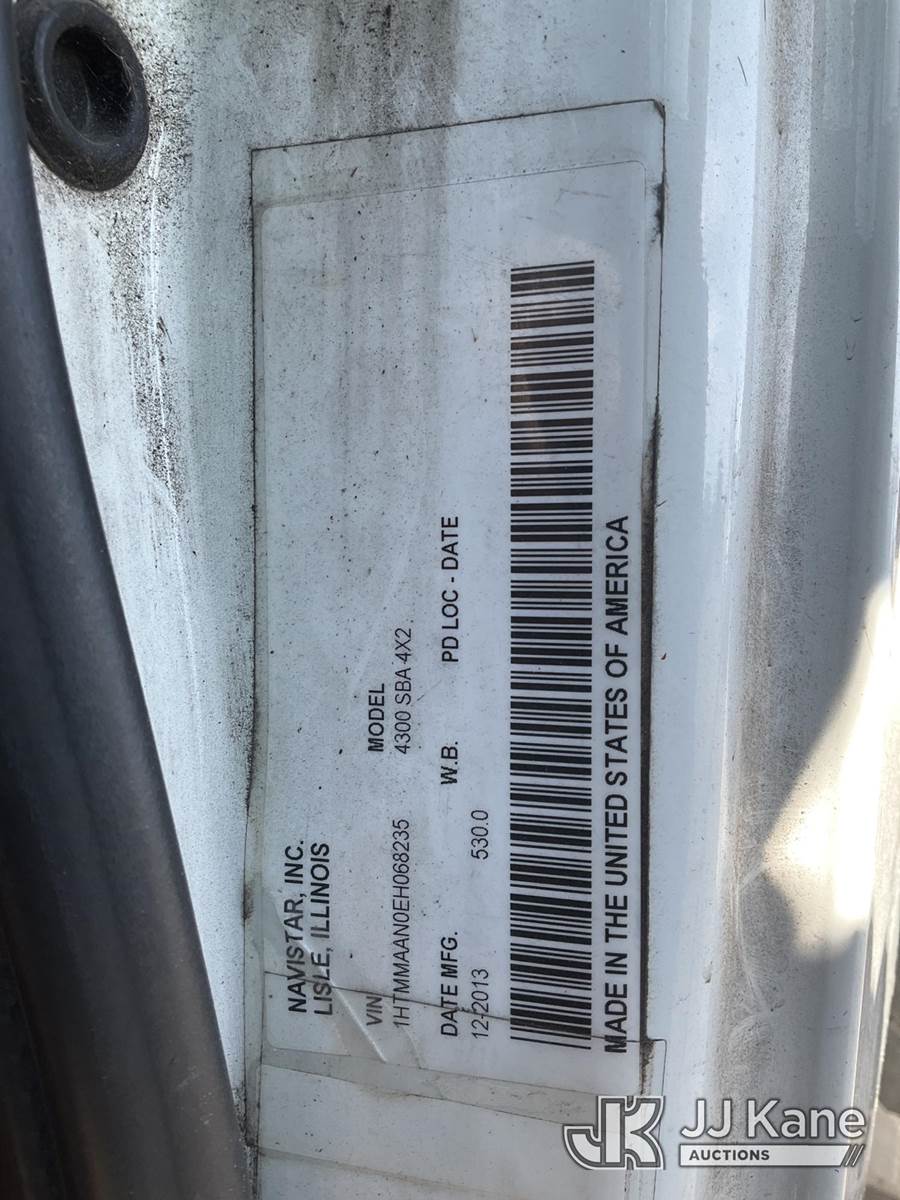 NAVISTAR, INC.
LISLE, ILLINOIS
VIN MODEL
1HTMMAAN0EH068235 4300 SBA 4X2
DATE MFG. W.B. PD LOC - DATE
12-2013 530.0
MADE IN THE UNITED STATES OF AMERICA
JK JJ Kane
AUCTIONS